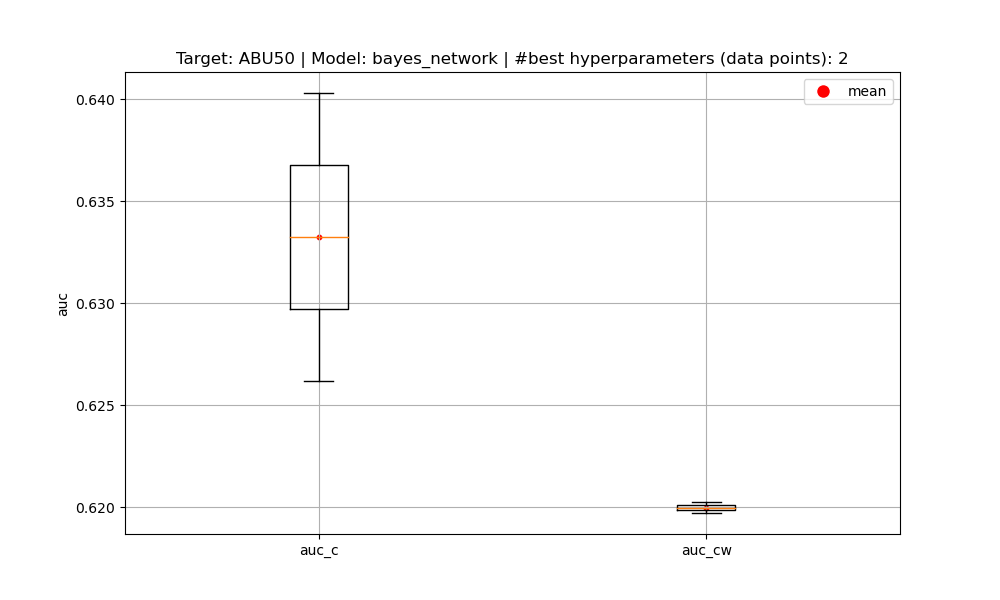 Target: ABU50 | Model: bayes_network | #best hyperparameters (data points): 2
mean
0.640
0.635
0.630
0.625
0.620
auc
auc_c
auc_cw